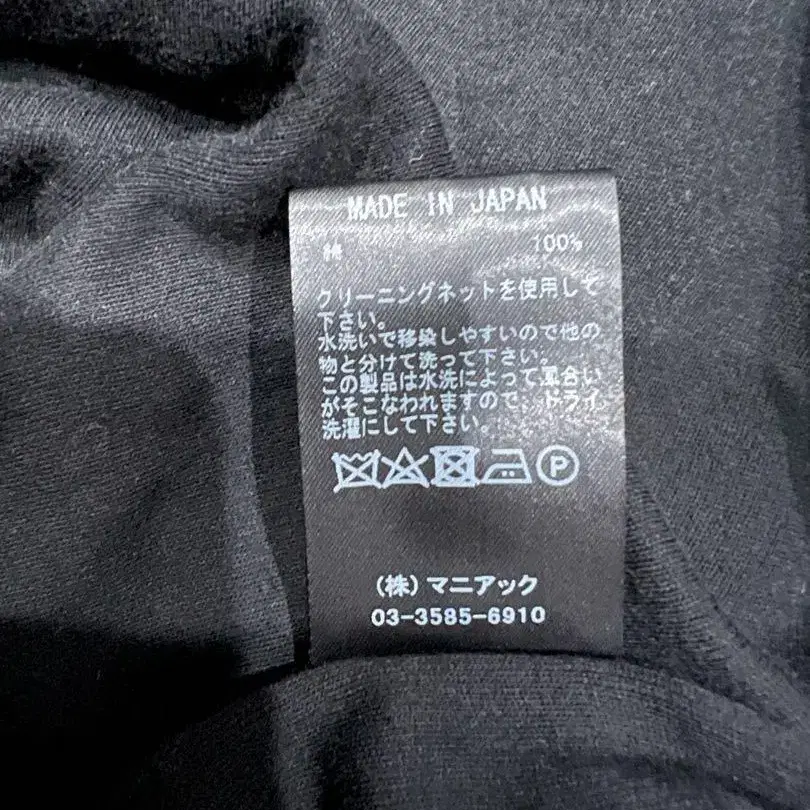 MADE IN JAPAN
綿 100%
クリーニングネットを使用して
下さい。
水洗いで移染しやすいので他の
物と分けて洗って下さい。
この製品は水洗によって風合い
がそこなわれますので、ドライ
洗濯にして下さい。
P
(株)マニアック
03-3585-6910